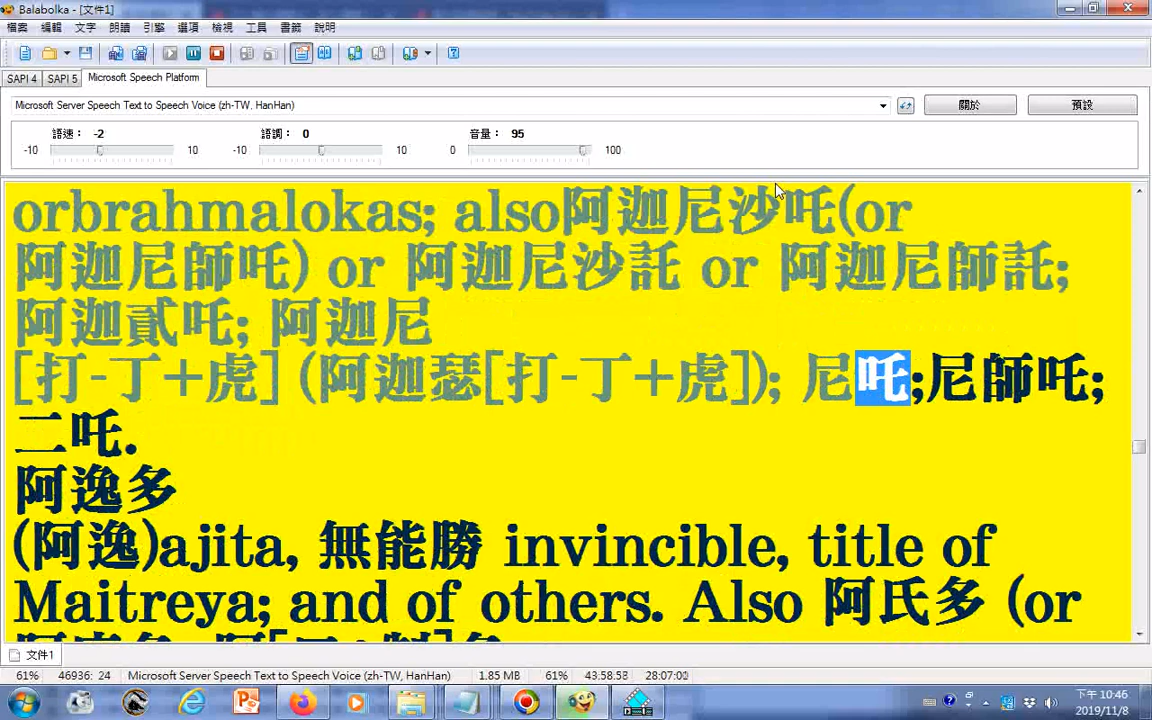 Balabolka - [文件1]
檔案 編輯 文字 朗讀 引擎 選項 檢視 工具 書籤 說明
SAPI 4 SAPI 5 Microsoft Speech Platform
Microsoft Server Speech Text to Speech Voice (zh-TW, HanHan) 關於 預設
語速： -2 語調： 0 音量： 95
-10 10 -10 10 0 100
orbrahmalokas; also阿迦尼沙吒(or
阿迦尼師吒) or 阿迦尼沙託 or 阿迦尼師託;
阿迦貳吒; 阿迦尼
[打-丁+虎] (阿迦瑟[打-丁+虎]); 尼吒;尼師吒;
二吒.
阿逸多
(阿逸)ajita, 無能勝 invincible, title of
Maitreya; and of others. Also 阿氏多 (or
文件1
61% 46936: 24 Microsoft Server Speech Text to Speech Voice (zh-TW, HanHan) 1.85 MB 61% 43:58:58 28:07:00
下午 10:46
2019/11/8